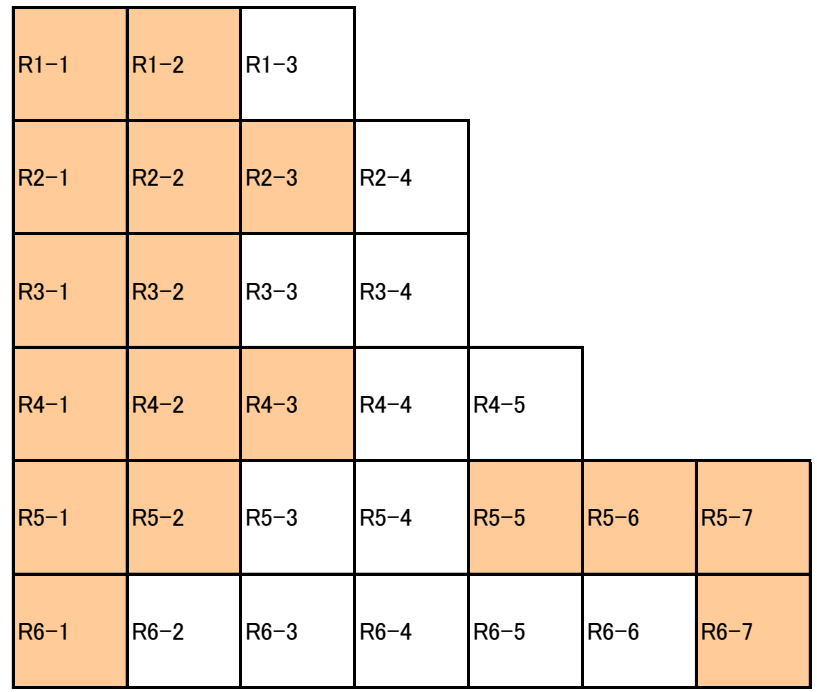 R1-1 R1-2 R1-3
R2-1 R2-2 R2-3 R2-4
R3-1 R3-2 R3-3 R3-4
R4-1 R4-2 R4-3 R4-4 R4-5
R5-1 R5-2 R5-3 R5-4 R5-5 R5-6 R5-7
R6-1 R6-2 R6-3 R6-4 R6-5 R6-6 R6-7